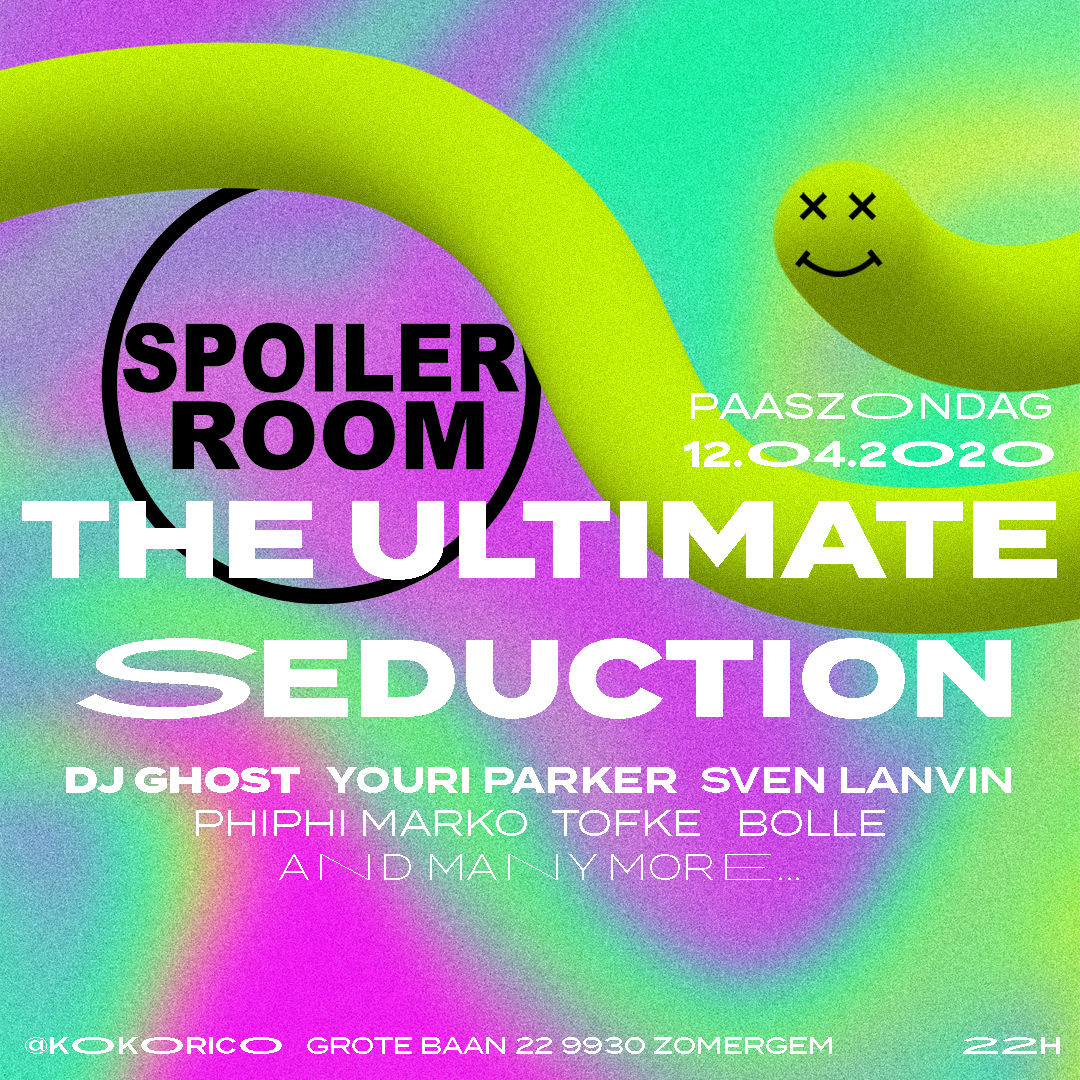 SPOILER
ROOM
PAASZONDAG
12.04.2020
THE ULTIMATE
SEDUCTION
DJ GHOST YOURI PARKER SVEN LANVIN
PHIPHI MARKO TOFKE BOLLE
AND MANY MORE...
@KOKORICO GROTE BAAN 22 9930 ZOMERGEM 22H